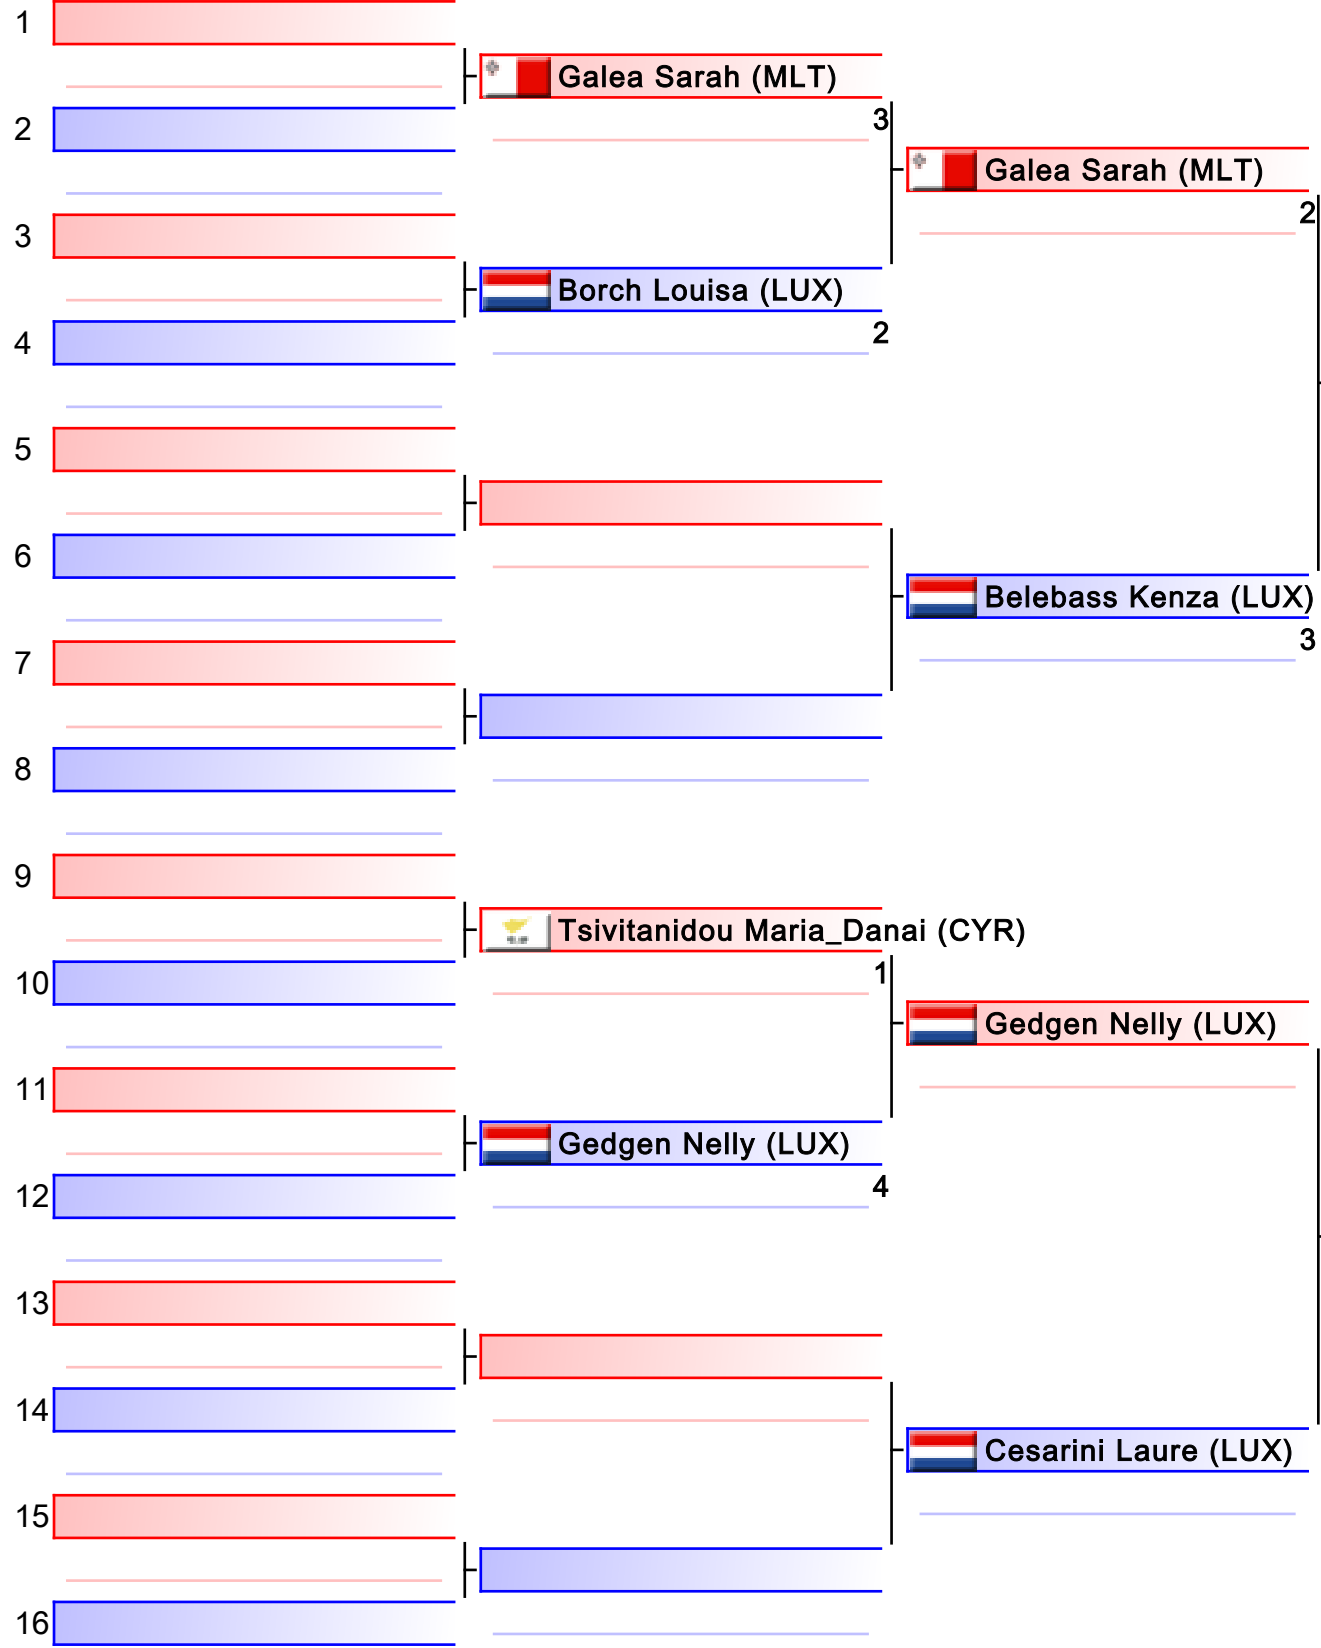 1
Galea Sarah (MLT)
3
2
Galea Sarah (MLT)
2
3
Borch Louisa (LUX)
2
4
5
6
Belebass Kenza (LUX)
3
7
8
9
Tsivitanidou Maria_Danai (CYR)
1
10
Gedgen Nelly (LUX)
11
Gedgen Nelly (LUX)
4
12
13
14
Cesarini Laure (LUX)
15
16